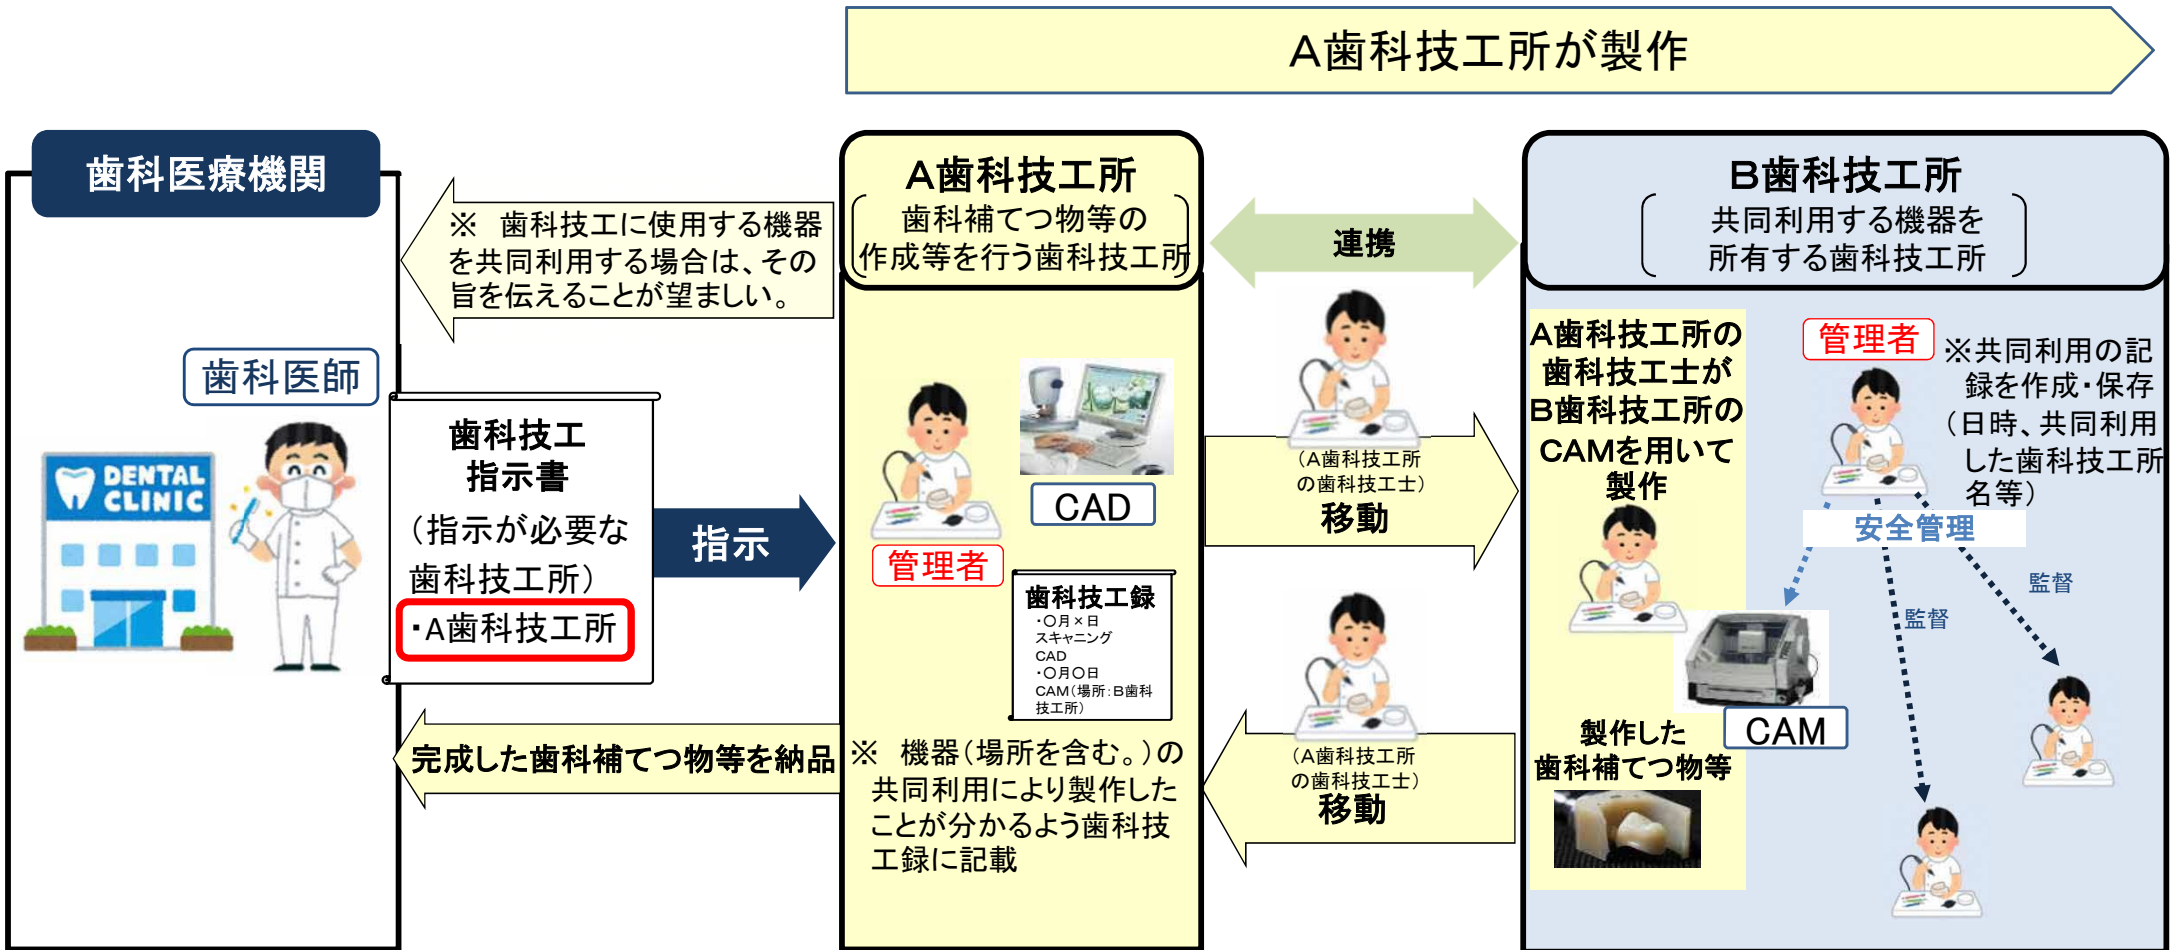 A歯科技工所が製作
歯科医療機関
※　歯科技工に使用する機器
を共同利用する場合は、その
旨を伝えることが望ましい。
歯科医師
DENTAL
CLINIC
歯科技工
指示書
（指示が必要な
歯科技工所）
・A歯科技工所
指示
完成した歯科補てつ物等を納品
A歯科技工所
歯科補てつ物等の
作成等を行う歯科技工所
CAD
管理者
歯科技工録
・〇月×日
スキャニング
CAD
・〇月〇日
CAM（場所：B歯科
技工所）
※　機器（場所を含む。）の
共同利用により製作した
ことが分かるよう歯科技
工録に記載
連携
（A歯科技工所
の歯科技工士）
移動
（A歯科技工所
の歯科技工士）
移動
B歯科技工所
共同利用する機器を
所有する歯科技工所
A歯科技工所の
歯科技工士が
B歯科技工所の
CAMを用いて
製作
管理者
※共同利用の記
録を作成・保存
（日時、共同利用
した歯科技工所
名等）
安全管理
監督
監督
CAM
製作した
歯科補てつ物等